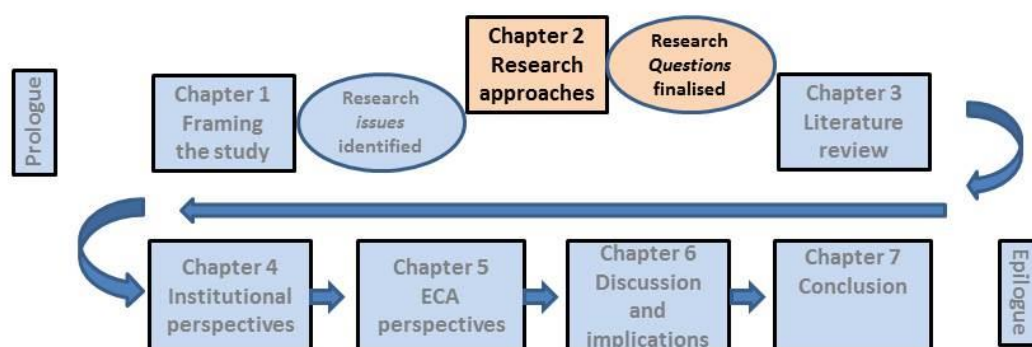 Prologue
Chapter 1
Framing
the study
Research
issues
identified
Chapter 2
Research
approaches
Research
Questions
finalised
Chapter 3
Literature
review
Chapter 4
Institutional
perspectives
Chapter 5
ECA
perspectives
Chapter 6
Discussion
and
implications
Chapter 7
Conclusion
Epilogue